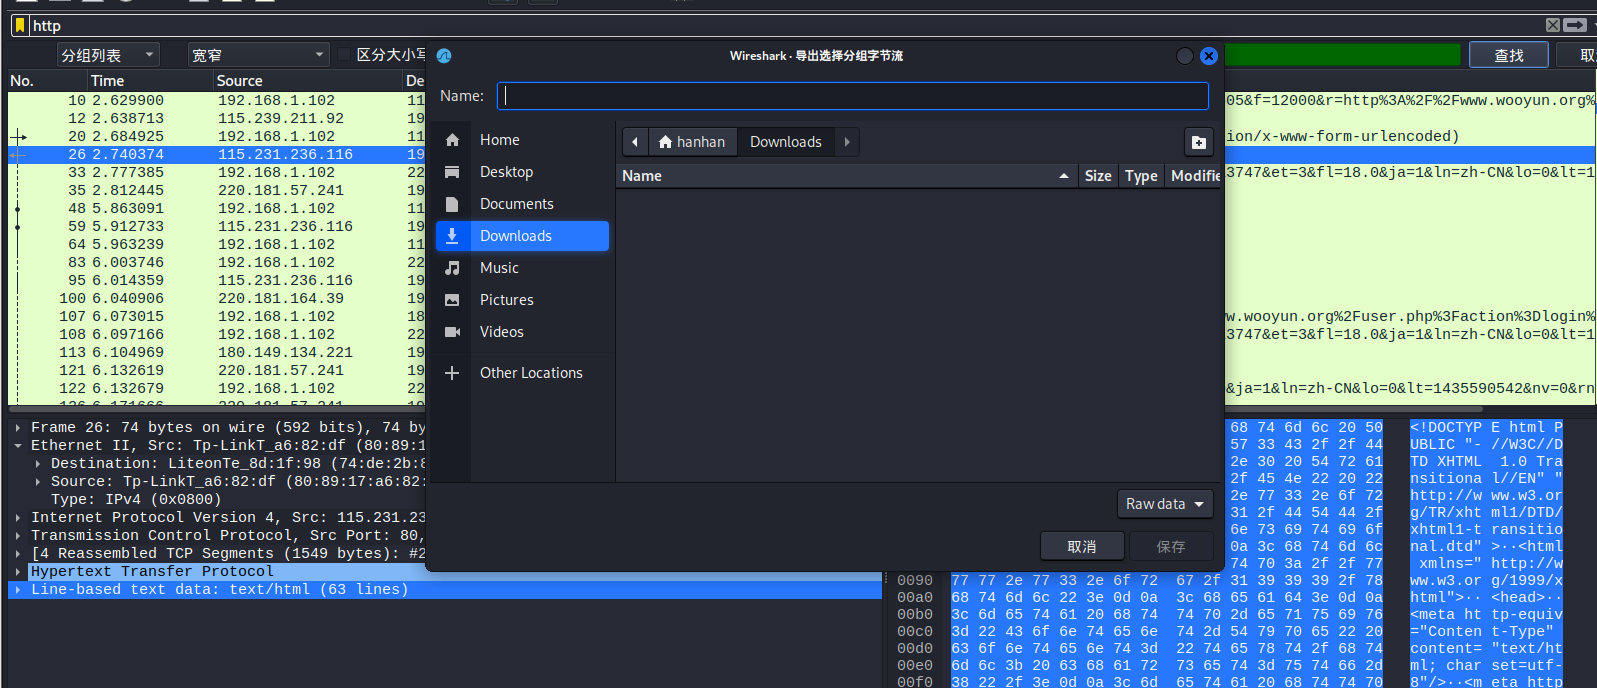 http
分组列表 宽窄 区分大小写 查找
Wireshark · 导出选择分组字节流
Name:
Home
Desktop
Documents
Downloads
Music
Pictures
Videos
Other Locations
hanhan Downloads
Name Size Type Modifie
Raw data
取消 保存
No. Time Source De
10 2.629900 192.168.1.102 11 05&f=12000&r=http%3A%2F%2Fwww.wooyun.org%
12 2.638713 115.239.211.92 19
20 2.684925 192.168.1.102 11 ion/x-www-form-urlencoded)
26 2.740374 115.231.236.116 19
33 2.777385 192.168.1.102 22 3747&et=3&fl=18.0&ja=1&ln=zh-CN&lo=0&lt=1
35 2.812445 220.181.57.241 19
48 5.863091 192.168.1.102 11
59 5.912733 115.231.236.116 19
64 5.963239 192.168.1.102 11
83 6.003746 192.168.1.102 22
95 6.014359 115.231.236.116 19
100 6.040906 220.181.164.39 19
107 6.073015 192.168.1.102 18 w.wooyun.org%2Fuser.php%3Faction%3Dlogin%
108 6.097166 192.168.1.102 22 3747&et=3&fl=18.0&ja=1&ln=zh-CN&lo=0&lt=1
113 6.104969 180.149.134.221 19
121 6.132619 220.181.57.241 19
122 6.132679 192.168.1.102 22 &ja=1&ln=zh-CN&lo=0&lt=1435590542&nv=0&rn
Frame 26: 74 bytes on wire (592 bits), 74 by
Ethernet II, Src: Tp-LinkT_a6:82:df (80:89:1
Destination: LiteonTe_8d:1f:98 (74:de:2b:8
Source: Tp-LinkT_a6:82:df (80:89:17:a6:82:
Type: IPv4 (0x0800)
Internet Protocol Version 4, Src: 115.231.23
Transmission Control Protocol, Src Port: 80,
[4 Reassembled TCP Segments (1549 bytes): #2
Hypertext Transfer Protocol
Line-based text data: text/html (63 lines)
68 74 6d 6c 20 50 <!DOCTYP E html P
57 33 43 2f 2f 44 UBLIC "- //W3C//D
2e 30 20 54 72 61 TD XHTML 1.0 Tra
2f 45 4e 22 20 22 nsitiona l//EN" "
2e 77 33 2e 6f 72 http://w ww.w3.or
31 2f 44 54 44 2f g/TR/xht ml1/DTD/
6e 73 69 74 69 6f xhtml1-t ransitio
0a 3c 68 74 6d 6c nal.dtd" >··<html
74 70 3a 2f 2f 77 xmlns=" http://w
0090 77 77 2e 77 33 2e 6f 72 67 2f 31 39 39 39 2f 78 ww.w3.or g/1999/x
00a0 68 74 6d 6c 22 3e 0d 0a 3c 68 65 61 64 3e 0d 0a html">·· <head>··
00b0 3c 6d 65 74 61 20 68 74 74 70 2d 65 71 75 69 76 <meta ht tp-equiv
00c0 3d 22 43 6f 6e 74 65 6e 74 2d 54 79 70 65 22 20 ="Conten t-Type"
00d0 63 6f 6e 74 65 6e 74 3d 22 74 65 78 74 2f 68 74 content= "text/ht
00e0 6d 6c 3b 20 63 68 61 72 73 65 74 3d 75 74 66 2d ml; char set=utf-
00f0 38 22 2f 3e 0d 0a 3c 6d 65 74 61 20 68 74 74 70 8"/>··<m eta http